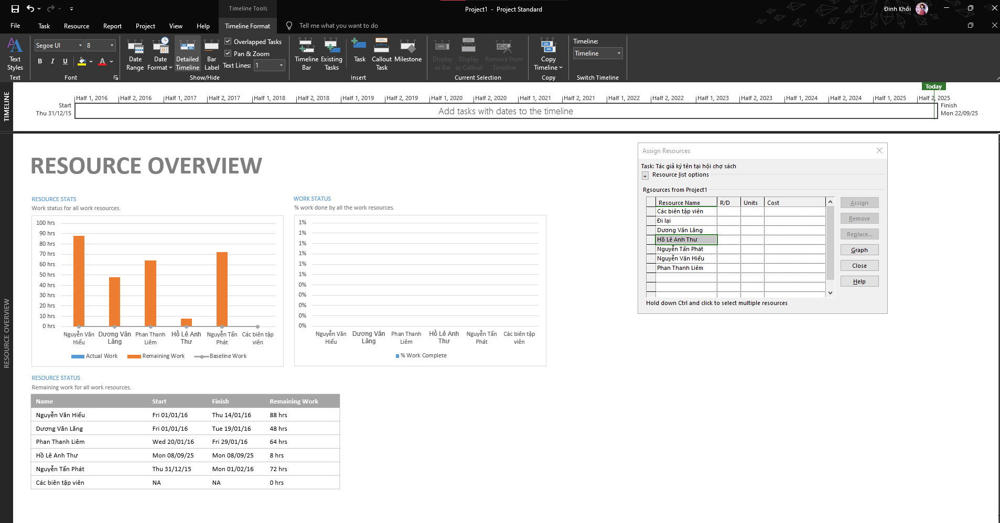 Timeline Tools
Project1 - Project Standard
Đinh Khôi
File Task Resource Report Project View Help Timeline Format Tell me what you want to do
Text Styles
Text
Segoe UI 8
B I U A
Font
Date Range
Date Format
Detailed Timeline
Bar Label
Overlapped Tasks
Pan & Zoom
Text Lines: 1
Show/Hide
Timeline Bar
Existing Tasks
Task
Callout Task
Milestone
Insert
Display as Bar
Display as Callout
Remove from Timeline
Current Selection
Copy Timeline
Copy
Timeline:
Timeline
Switch Timeline
TIMELINE
Today
Half 1, 2016 Half 2, 2016 Half 1, 2017 Half 2, 2017 Half 1, 2018 Half 2, 2018 Half 1, 2019 Half 2, 2019 Half 1, 2020 Half 2, 2020 Half 1, 2021 Half 2, 2021 Half 1, 2022 Half 2, 2022 Half 1, 2023 Half 2, 2023 Half 1, 2024 Half 2, 2024 Half 1, 2025 Half 2, 2025
Start
Thu 31/12/15
Add tasks with dates to the timeline
Finish
Mon 22/09/25
RESOURCE OVERVIEW
RESOURCE OVERVIEW
RESOURCE STATS
Work status for all work resources.
100 hrs
90 hrs
80 hrs
70 hrs
60 hrs
50 hrs
40 hrs
30 hrs
20 hrs
10 hrs
0 hrs
Nguyễn Văn Hiếu
Dương Văn Lăng
Phan Thanh Liêm
Hồ Lê Anh Thư
Nguyễn Tấn Phát
Các biên tập viên
Actual Work Remaining Work Baseline Work
WORK STATUS
% work done by all the work resources.
1%
1%
1%
1%
1%
1%
0%
0%
0%
0%
0%
Nguyễn Văn Hiếu
Dương Văn Lăng
Phan Thanh Liêm
Hồ Lê Anh Thư
Nguyễn Tấn Phát
Các biên tập viên
% Work Complete
RESOURCE STATUS
Remaining work for all work resources.
Name Start Finish Remaining Work
Nguyễn Văn Hiếu Fri 01/01/16 Thu 14/01/16 88 hrs
Dương Văn Lăng Fri 01/01/16 Tue 19/01/16 48 hrs
Phan Thanh Liêm Wed 20/01/16 Fri 29/01/16 64 hrs
Hồ Lê Anh Thư Mon 08/09/25 Mon 08/09/25 8 hrs
Nguyễn Tấn Phát Thu 31/12/15 Mon 01/02/16 72 hrs
Các biên tập viên NA NA 0 hrs
Assign Resources
Task: Tác giả ký tên tại hội chợ sách
+ Resource list options
Resources from Project1
Resource Name R/D Units Cost
Các biên tập viên
Đi lại
Dương Văn Lăng
Hồ Lê Anh Thư
Nguyễn Tấn Phát
Nguyễn Văn Hiếu
Phan Thanh Liêm
Assign
Remove
Replace...
Graph
Close
Help
Hold down Ctrl and click to select multiple resources